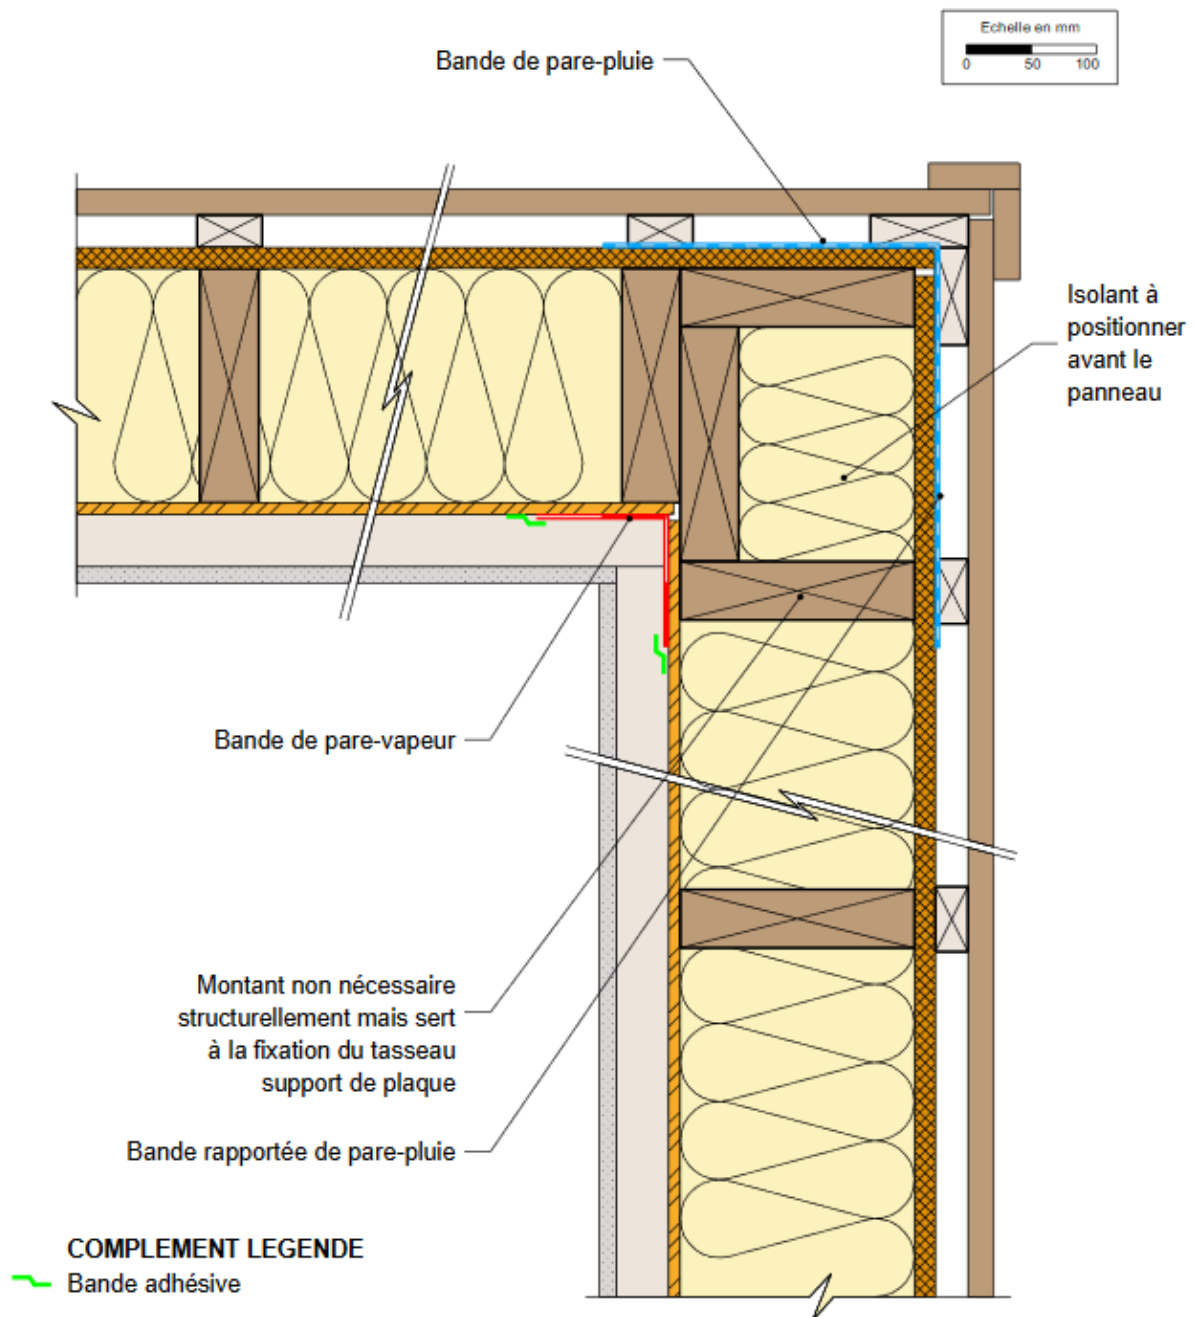 Echelle en mm
0 50 100
Bande de pare-pluie
Isolant à
positionner
avant le
panneau
Bande de pare-vapeur
Montant non nécessaire
structurellement mais sert
à la fixation du tasseau
support de plaque
Bande rapportée de pare-pluie
COMPLEMENT LEGENDE
Bande adhésive